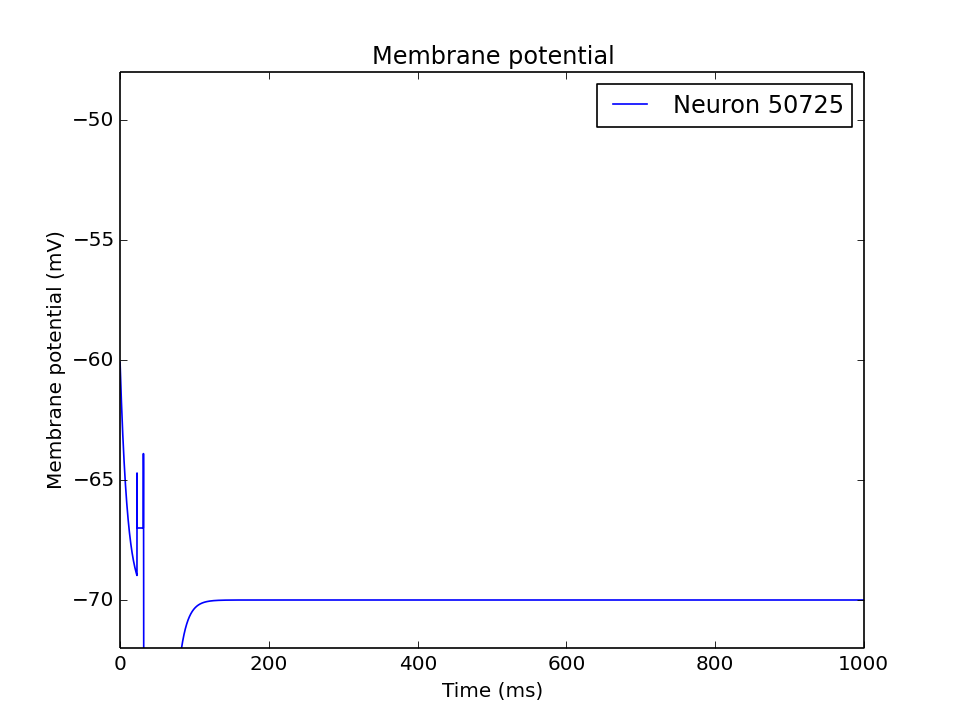 Membrane potential
Neuron 50725
Membrane potential (mV)
−50
−55
−60
−65
−70
0 200 400 600 800 1000
Time (ms)